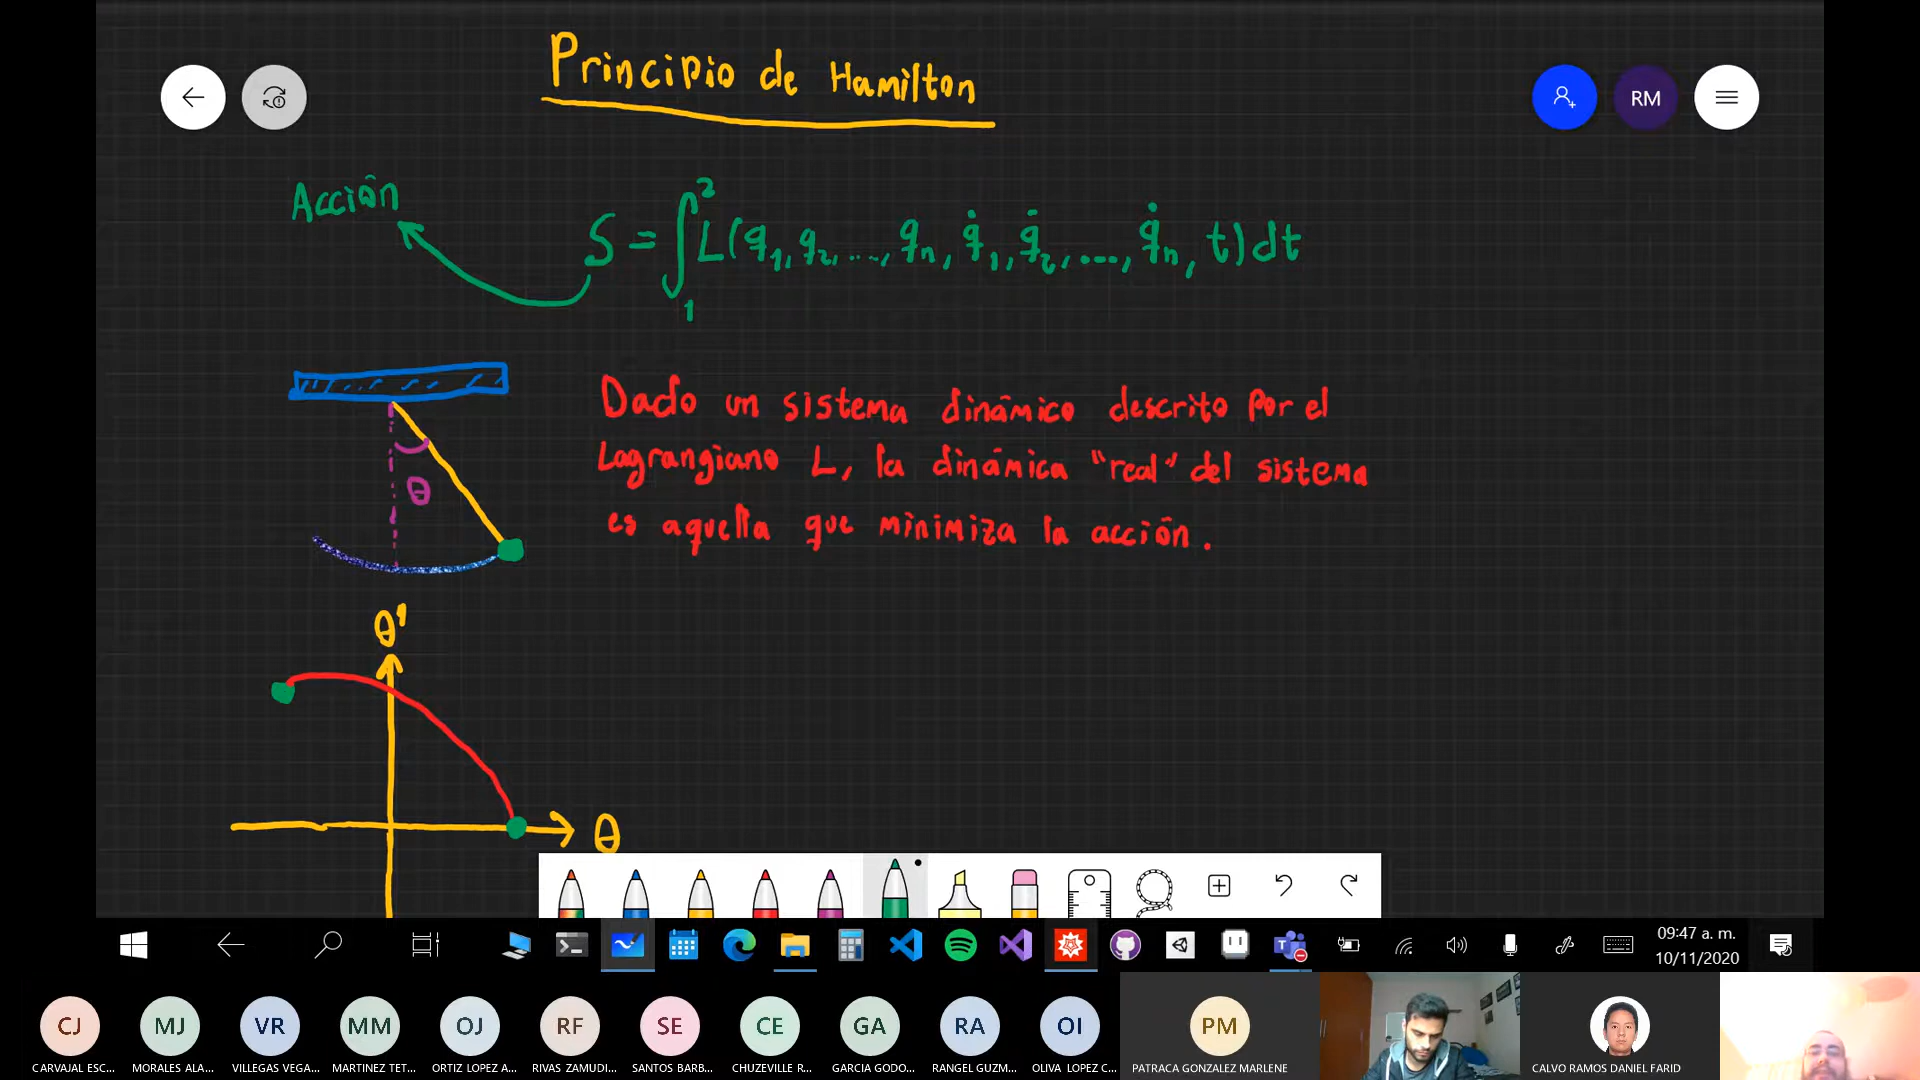 Principio de Hamilton
RM
Acción
S = ∫₁² L(q₁, q₂, ..., qₙ, q̇₁, q̇₂, ..., q̇ₙ, t) dt
Dado un sistema dinámico descrito por el
Lagrangiano L, la dinámica "real" del sistema
es aquella que minimiza la acción.
θ
θ'
θ
09:47 a. m.
10/11/2020
CJ MJ VR MM OJ RF SE CE GA RA OI PM
CARVAJAL ESC... MORALES ALA... VILLEGAS VEGA... MARTINEZ TET... ORTIZ LOPEZ A... RIVAS ZAMUDI... SANTOS BARB... CHUZEVILLE R... GARCIA GODO... RANGEL GUZM... OLIVA LOPEZ C... PATRACA GONZALEZ MARLENE CALVO RAMOS DANIEL FARID